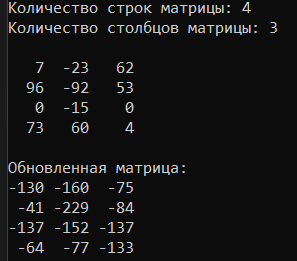 Количество строк матрицы: 4
Количество столбцов матрицы: 3
7 -23 62
96 -92 53
0 -15 0
73 60 4
Обновленная матрица:
-130 -160 -75
-41 -229 -84
-137 -152 -137
-64 -77 -133